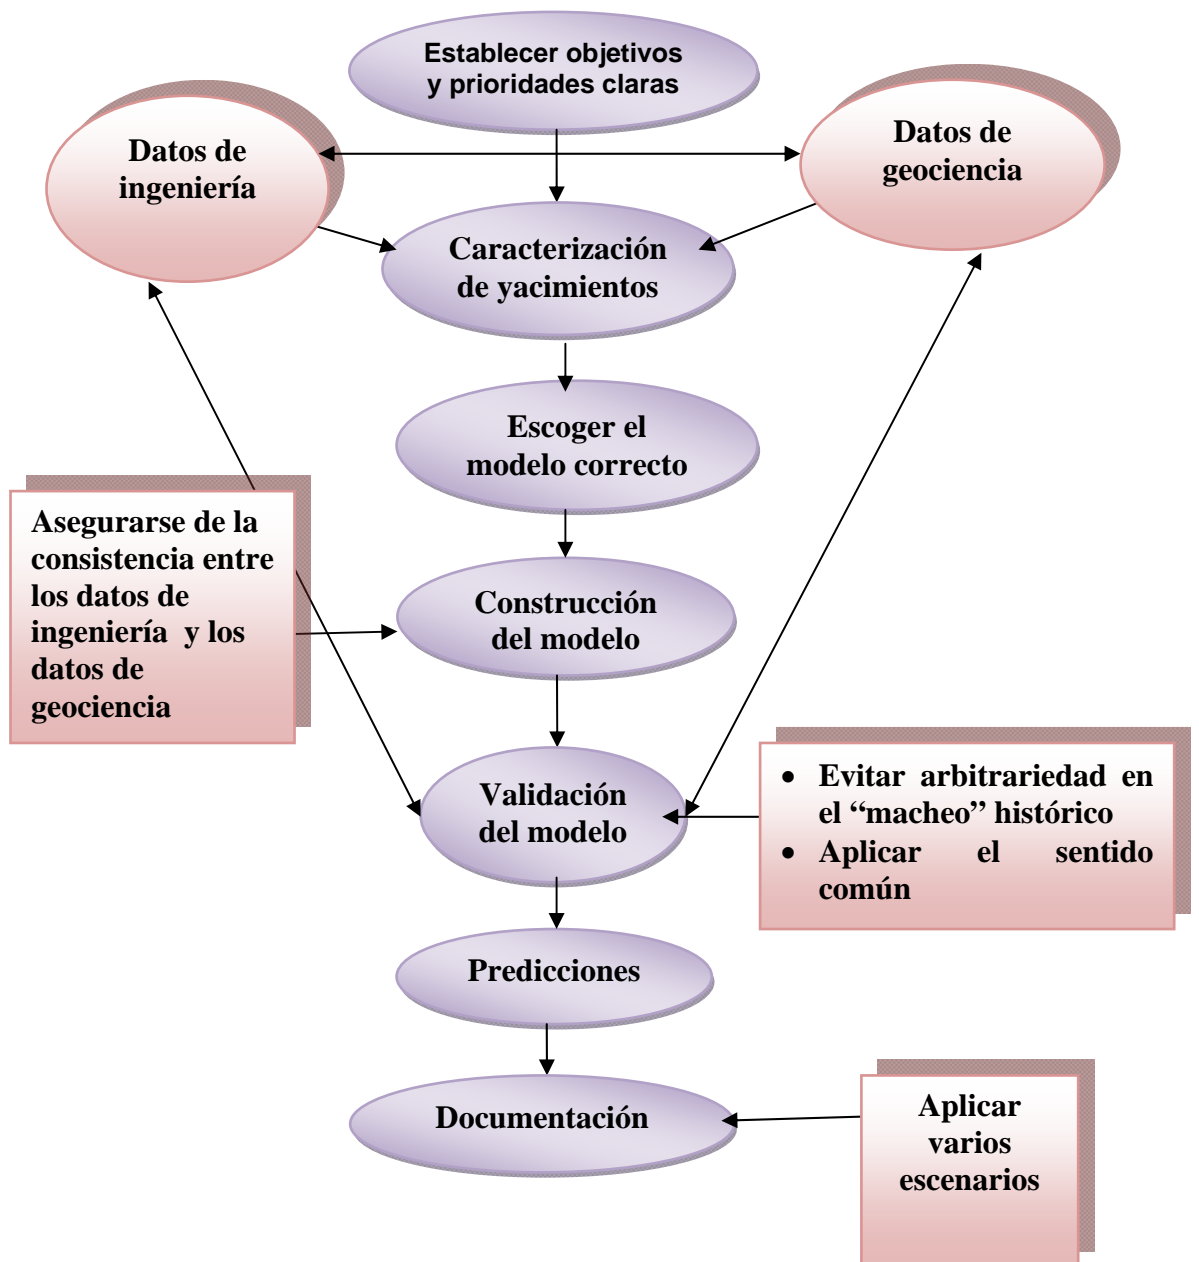 Establecer objetivos
y prioridades claras
Datos de
ingeniería
Datos de
geociencia
Caracterización
de yacimientos
Escoger el
modelo correcto
Asegurarse de la
consistencia entre
los datos de
ingeniería y los
datos de
geociencia
Construcción
del modelo
Validación
del modelo
• Evitar arbitrariedad en
el “macheo” histórico
• Aplicar el sentido
común
Predicciones
Documentación
Aplicar
varios
escenarios